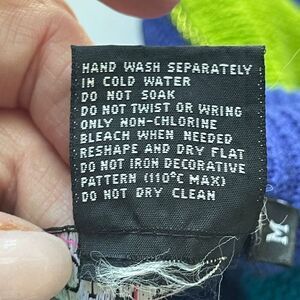 HAND WASH SEPARATELY
IN COLD WATER
DO NOT SOAK
DO NOT TWIST OR WRING
ONLY NON-CHLORINE
BLEACH WHEN NEEDED
RESHAPE AND DRY FLAT
DO NOT IRON DECORATIVE
PATTERN (110°C MAX)
DO NOT DRY CLEAN
M